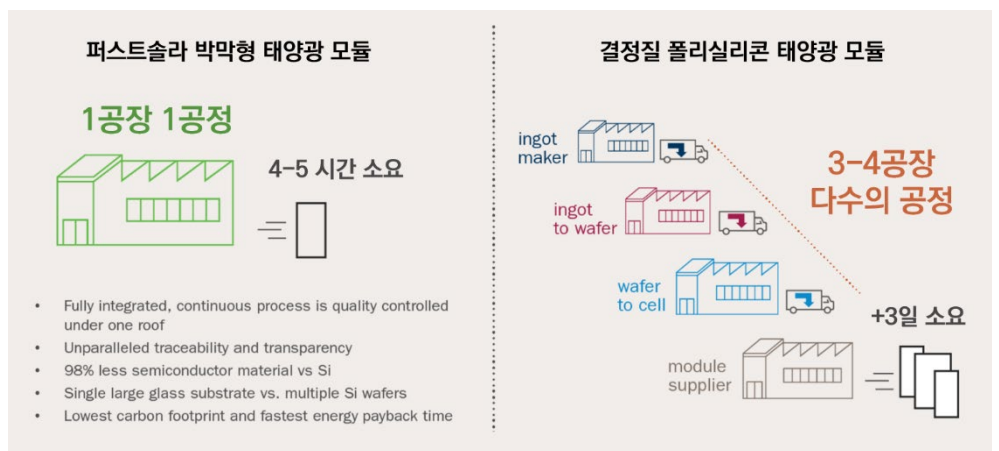 퍼스트솔라 박막형 태양광 모듈
1공장 1공정
4-5 시간 소요
• Fully integrated, continuous process is quality controlled
under one roof
• Unparalleled traceability and transparency
• 98% less semiconductor material vs Si
• Single large glass substrate vs. multiple Si wafers
• Lowest carbon footprint and fastest energy payback time
결정질 폴리실리콘 태양광 모듈
ingot
maker
3-4공장
다수의 공정
ingot
to wafer
wafer
to cell
+3일 소요
module
supplier